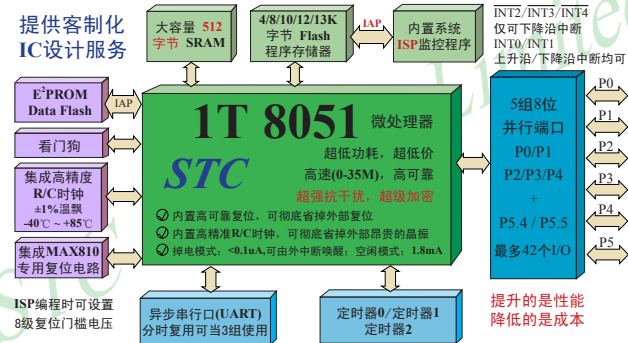 提供客制化
IC设计服务
大容量 512
字节 SRAM
4/8/10/12/13K
字节 Flash
程序存储器
IAP
内置系统
ISP监控程序
INT2/INT3/INT4
仅可下降沿中断
INT0/INT1
上升沿/下降沿中断均可
E²PROM
Data Flash
IAP
看门狗
集成高精度
R/C时钟
±1%温飘
-40℃ ~ +85℃
集成MAX810
专用复位电路
ISP编程时可设置
8级复位门槛电压
1T 8051 微处理器
STC
超低功耗，超低价
高速(0-35M)，高可靠
超强抗干扰，超级加密
内置高可靠复位，可彻底省掉外部复位
内置高精准R/C时钟，可彻底省掉外部昂贵的晶振
掉电模式：<0.1uA,可由外中断唤醒；空闲模式：1.8mA
异步串行口(UART)
分时复用可当3组使用
定时器0/定时器1
定时器2
5组8位
并行端口
P0/P1
P2/P3/P4
+
P5.4 / P5.5
最多42个I/O
P0
P1
P2
P3
P4
P5
提升的是性能
降低的是成本
STC
Limited